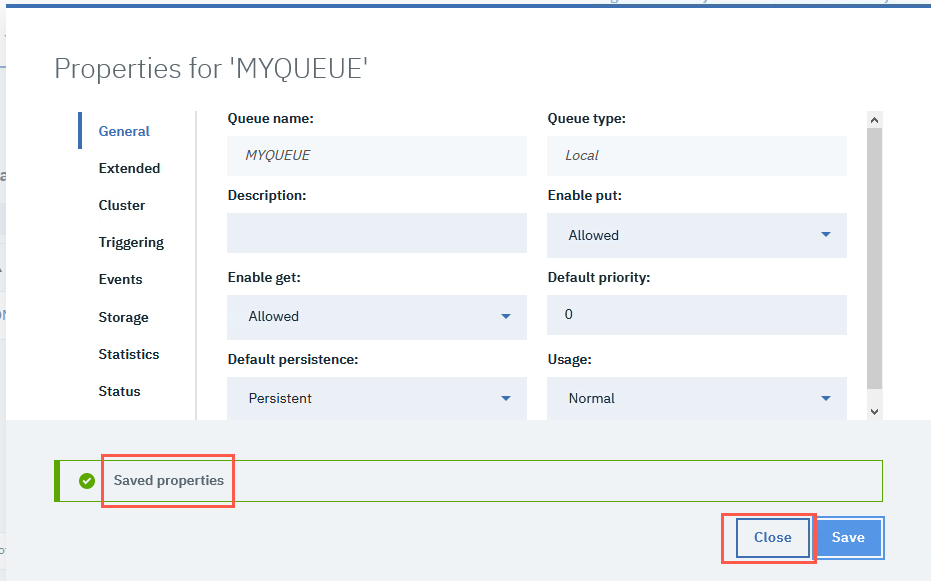 Properties for 'MYQUEUE'
General
Extended
Cluster
Triggering
Events
Storage
Statistics
Status
Queue name:
MYQUEUE
Queue type:
Local
Description:
Enable put:
Allowed
Enable get:
Allowed
Default priority:
0
Default persistence:
Persistent
Usage:
Normal
Saved properties
Close
Save